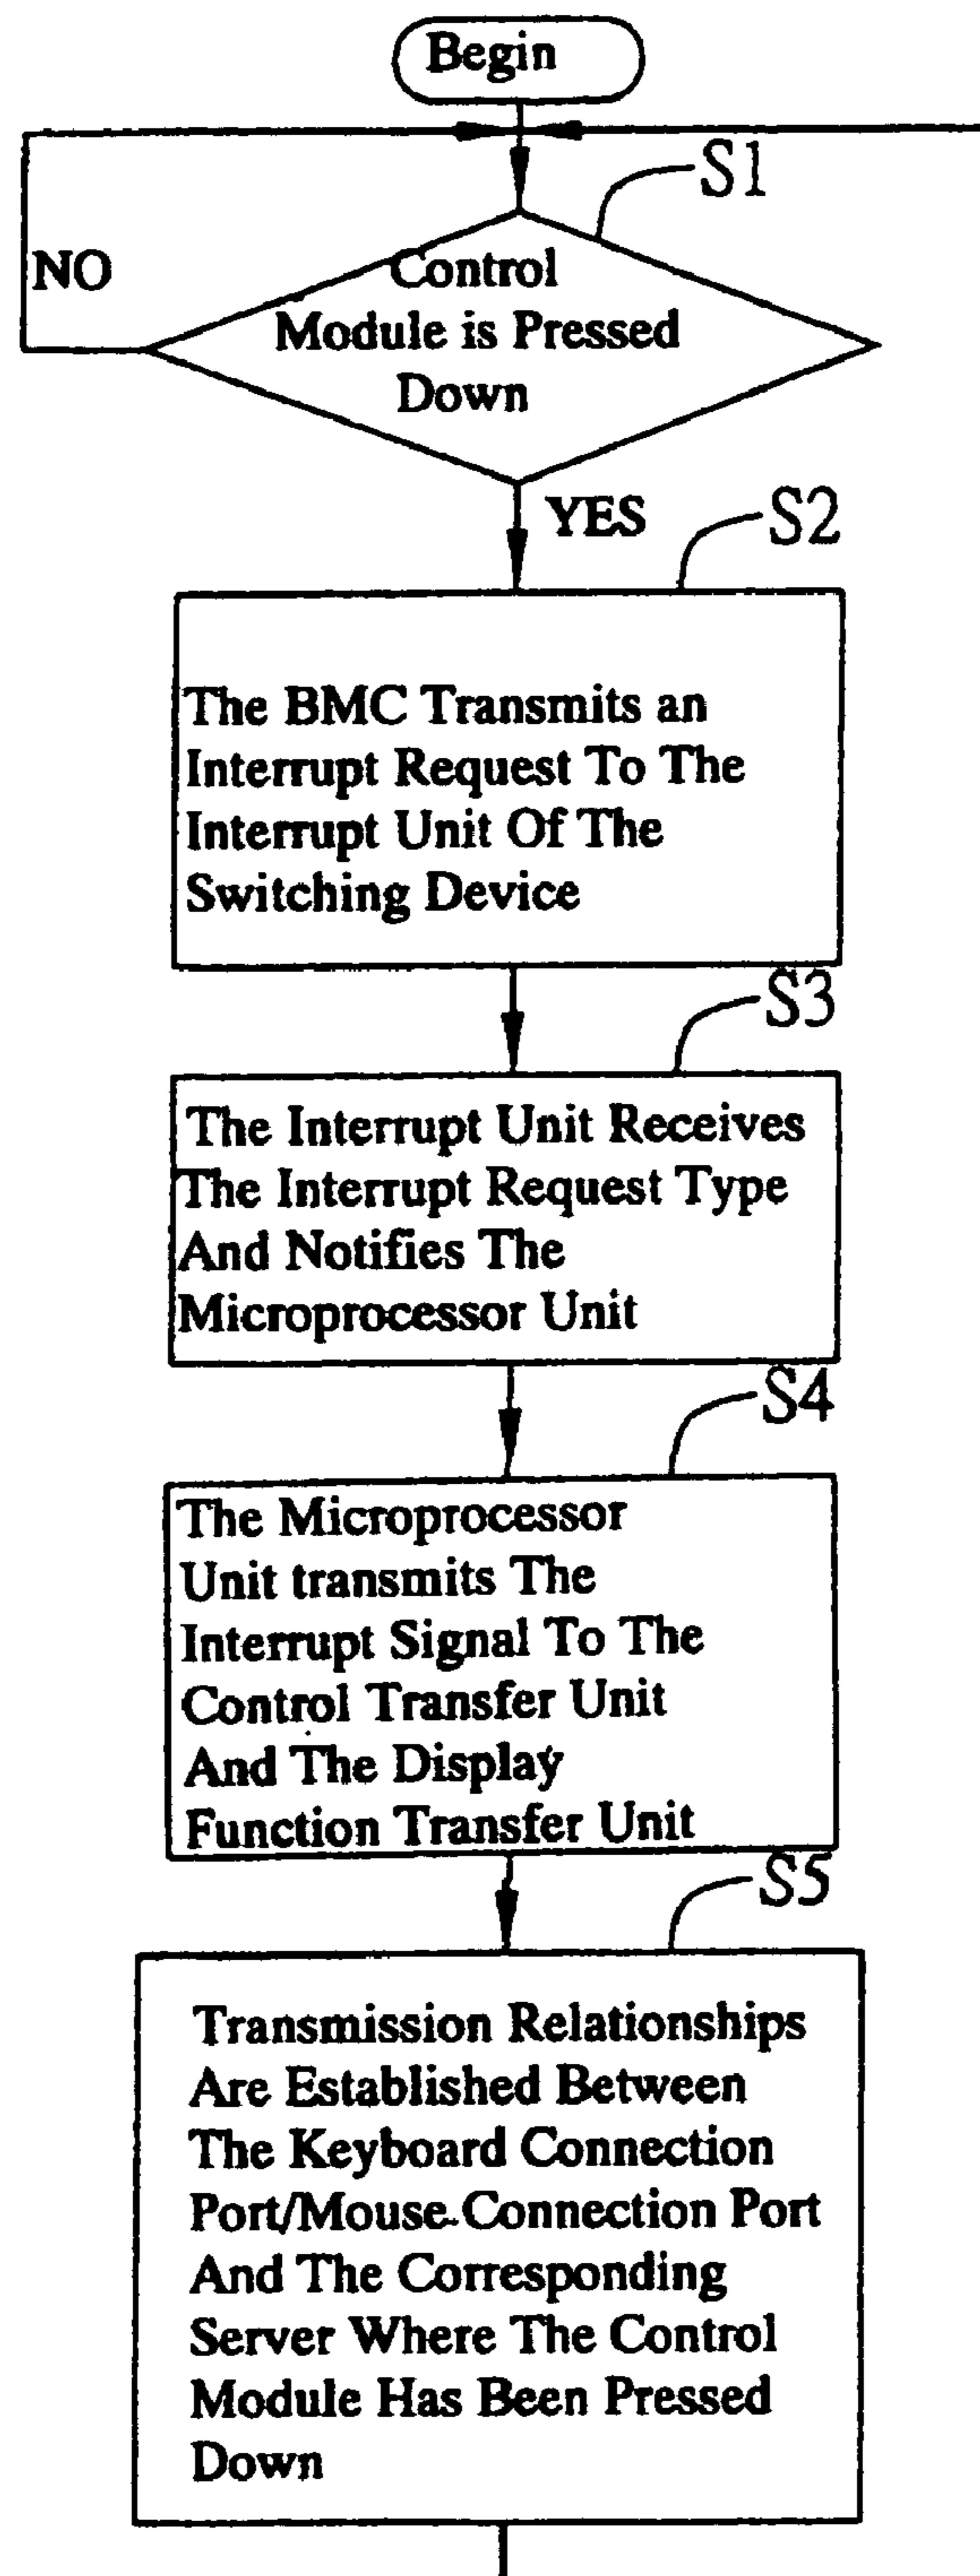 Begin
S1
NO
Control
Module is Pressed
Down
YES
S2
The BMC Transmits an
Interrupt Request To The
Interrupt Unit Of The
Switching Device
S3
The Interrupt Unit Receives
The Interrupt Request Type
And Notifies The
Microprocessor Unit
S4
The Microprocessor
Unit transmits The
Interrupt Signal To The
Control Transfer Unit
And The Display
Function Transfer Unit
S5
Transmission Relationships
Are Established Between
The Keyboard Connection
Port/Mouse Connection Port
And The Corresponding
Server Where The Control
Module Has Been Pressed
Down